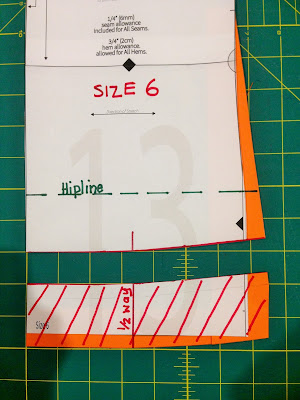 1/4" (6mm)
seam allowance
included for All Seams.
3/4" (2cm)
hem allowance
allowed for All Hems.
SIZE 6
13
Hipline
1/2 way
Size 6